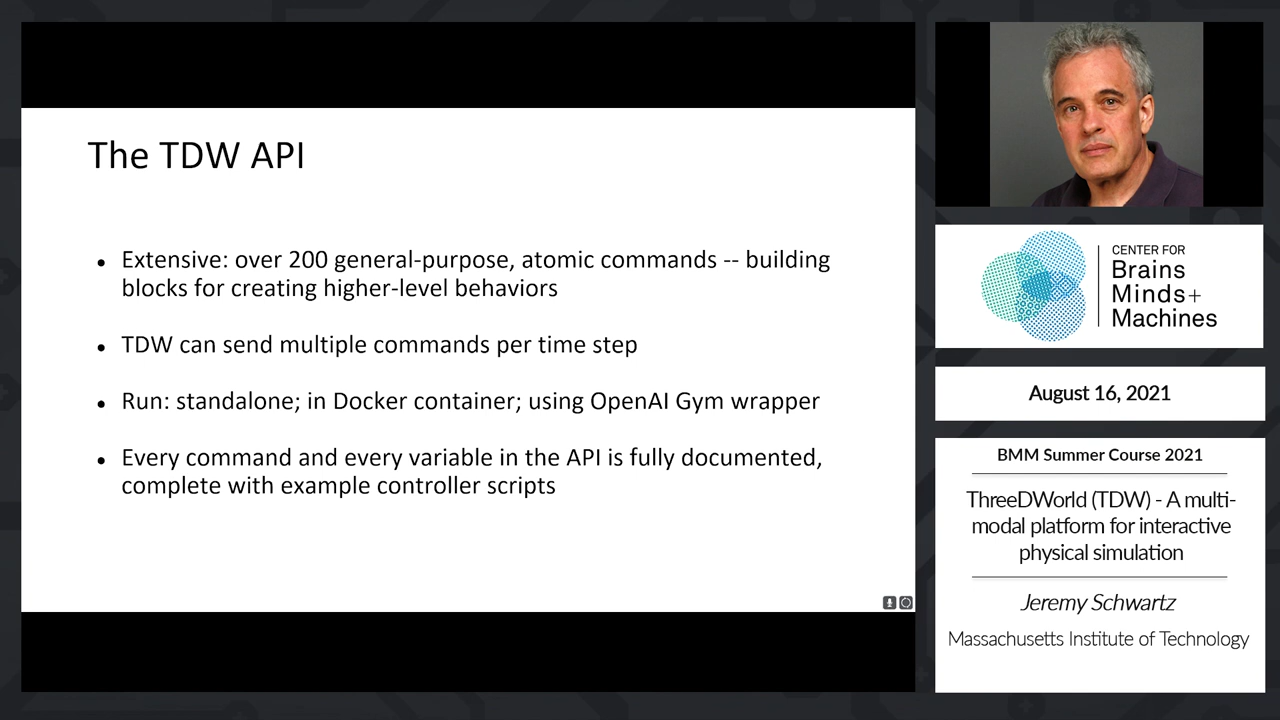 The TDW API
• Extensive: over 200 general-purpose, atomic commands -- building
blocks for creating higher-level behaviors
• TDW can send multiple commands per time step
• Run: standalone; in Docker container; using OpenAI Gym wrapper
• Every command and every variable in the API is fully documented,
complete with example controller scripts
CENTER FOR
Brains
Minds+
Machines
August 16, 2021
BMM Summer Course 2021
ThreeDWorld (TDW) - A multi-
modal platform for interactive
physical simulation
Jeremy Schwartz
Massachusetts Institute of Technology